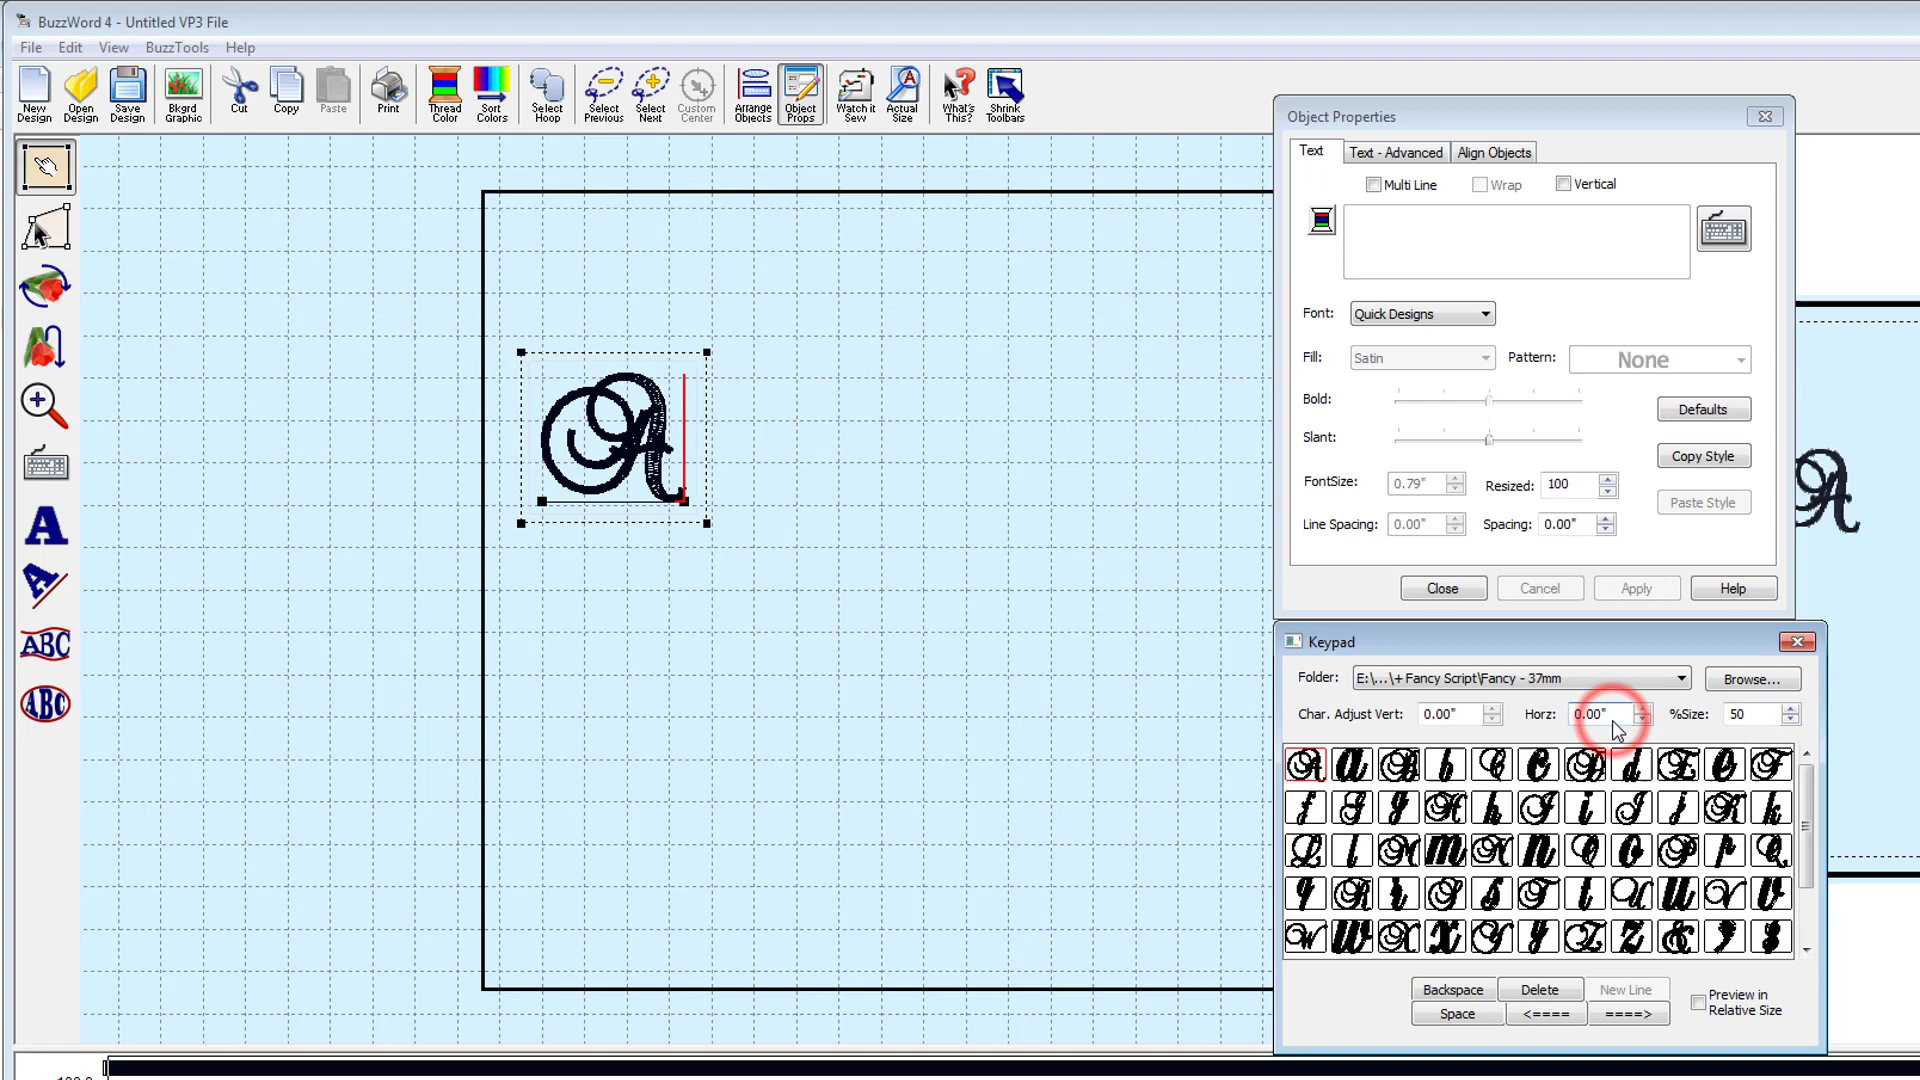 BuzzWord 4 - Untitled VP3 File
File Edit View BuzzTools Help
New Design
Open Design
Save Design
Bkgrd Graphic
Cut
Copy
Paste
Print
Thread Color
Sort Colors
Select Hoop
Select Previous
Select Next
Custom Center
Arrange Objects
Object Props
Watch it Sew
Actual Size
What's This?
Shrink Toolbars
Object Properties
Text Text - Advanced Align Objects
Multi Line Wrap Vertical
Font: Quick Designs
Fill: Satin Pattern: None
Bold: Defaults
Slant: Copy Style
FontSize: 0.79" Resized: 100 Paste Style
Line Spacing: 0.00" Spacing: 0.00"
Close Cancel Apply Help
A
A
A
ABC
ABC
A
Keypad
Folder: E:\...\+ Fancy Script\Fancy - 37mm Browse...
Char. Adjust Vert: 0.00" Horz: 0.00" %Size: 50
A a B b C c D d E e F
f G g H h I i J j K k
L l M m N n O o P p Q
q R r S s T t U u V v
W w X x Y y Z z &
Backspace Delete New Line
Space <==== ====>
Preview in Relative Size